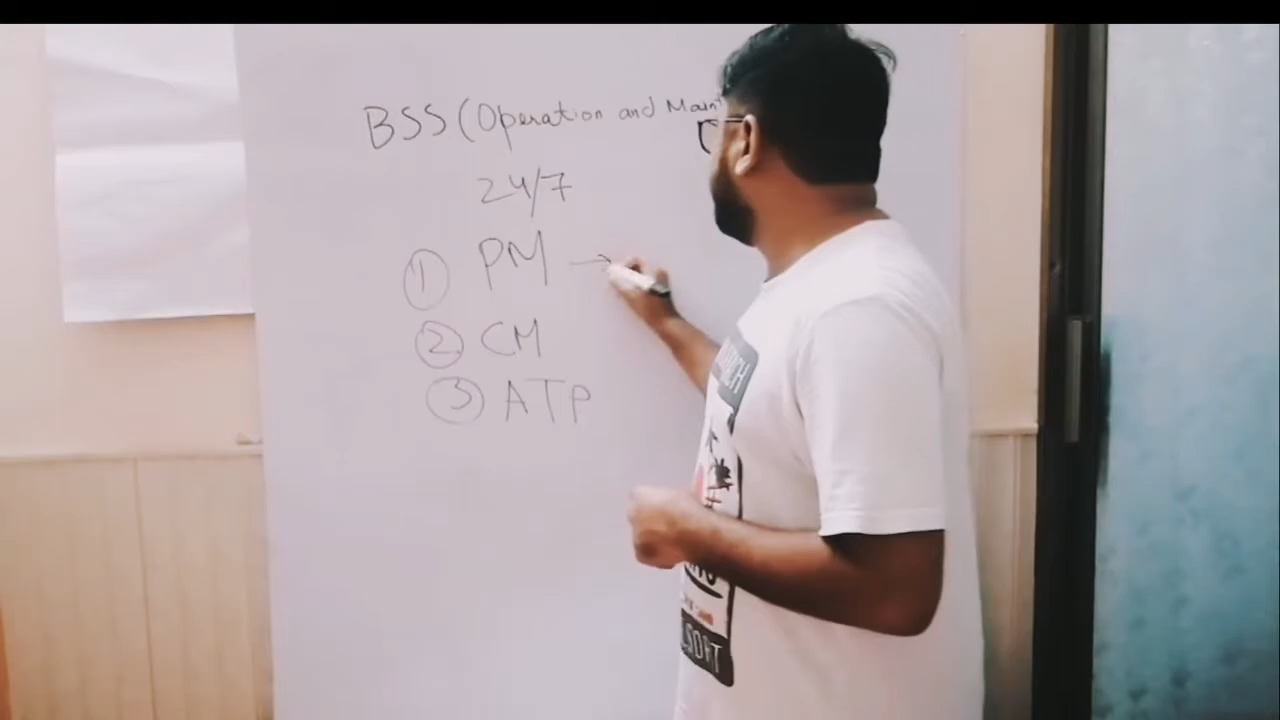 BSS (Operation and Main
24/7
① PM →
② CM
③ ATP